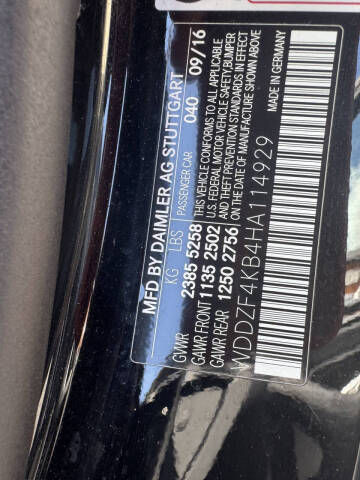 MFD BY DAIMLER AG STUTTGART
KG LBS PASSENGER CAR 040 09/16
GVWR 2385 5258 THIS VEHICLE CONFORMS TO ALL APPLICABLE
GAWR FRONT 1135 2502 U.S. FEDERAL MOTOR VEHICLE SAFETY, BUMPER
GAWR REAR 1250 2756 AND THEFT PREVENTION STANDARDS IN EFFECT
ON THE DATE OF MANUFACTURE SHOWN ABOVE
WDDZF4KB4HA114929
MADE IN GERMANY